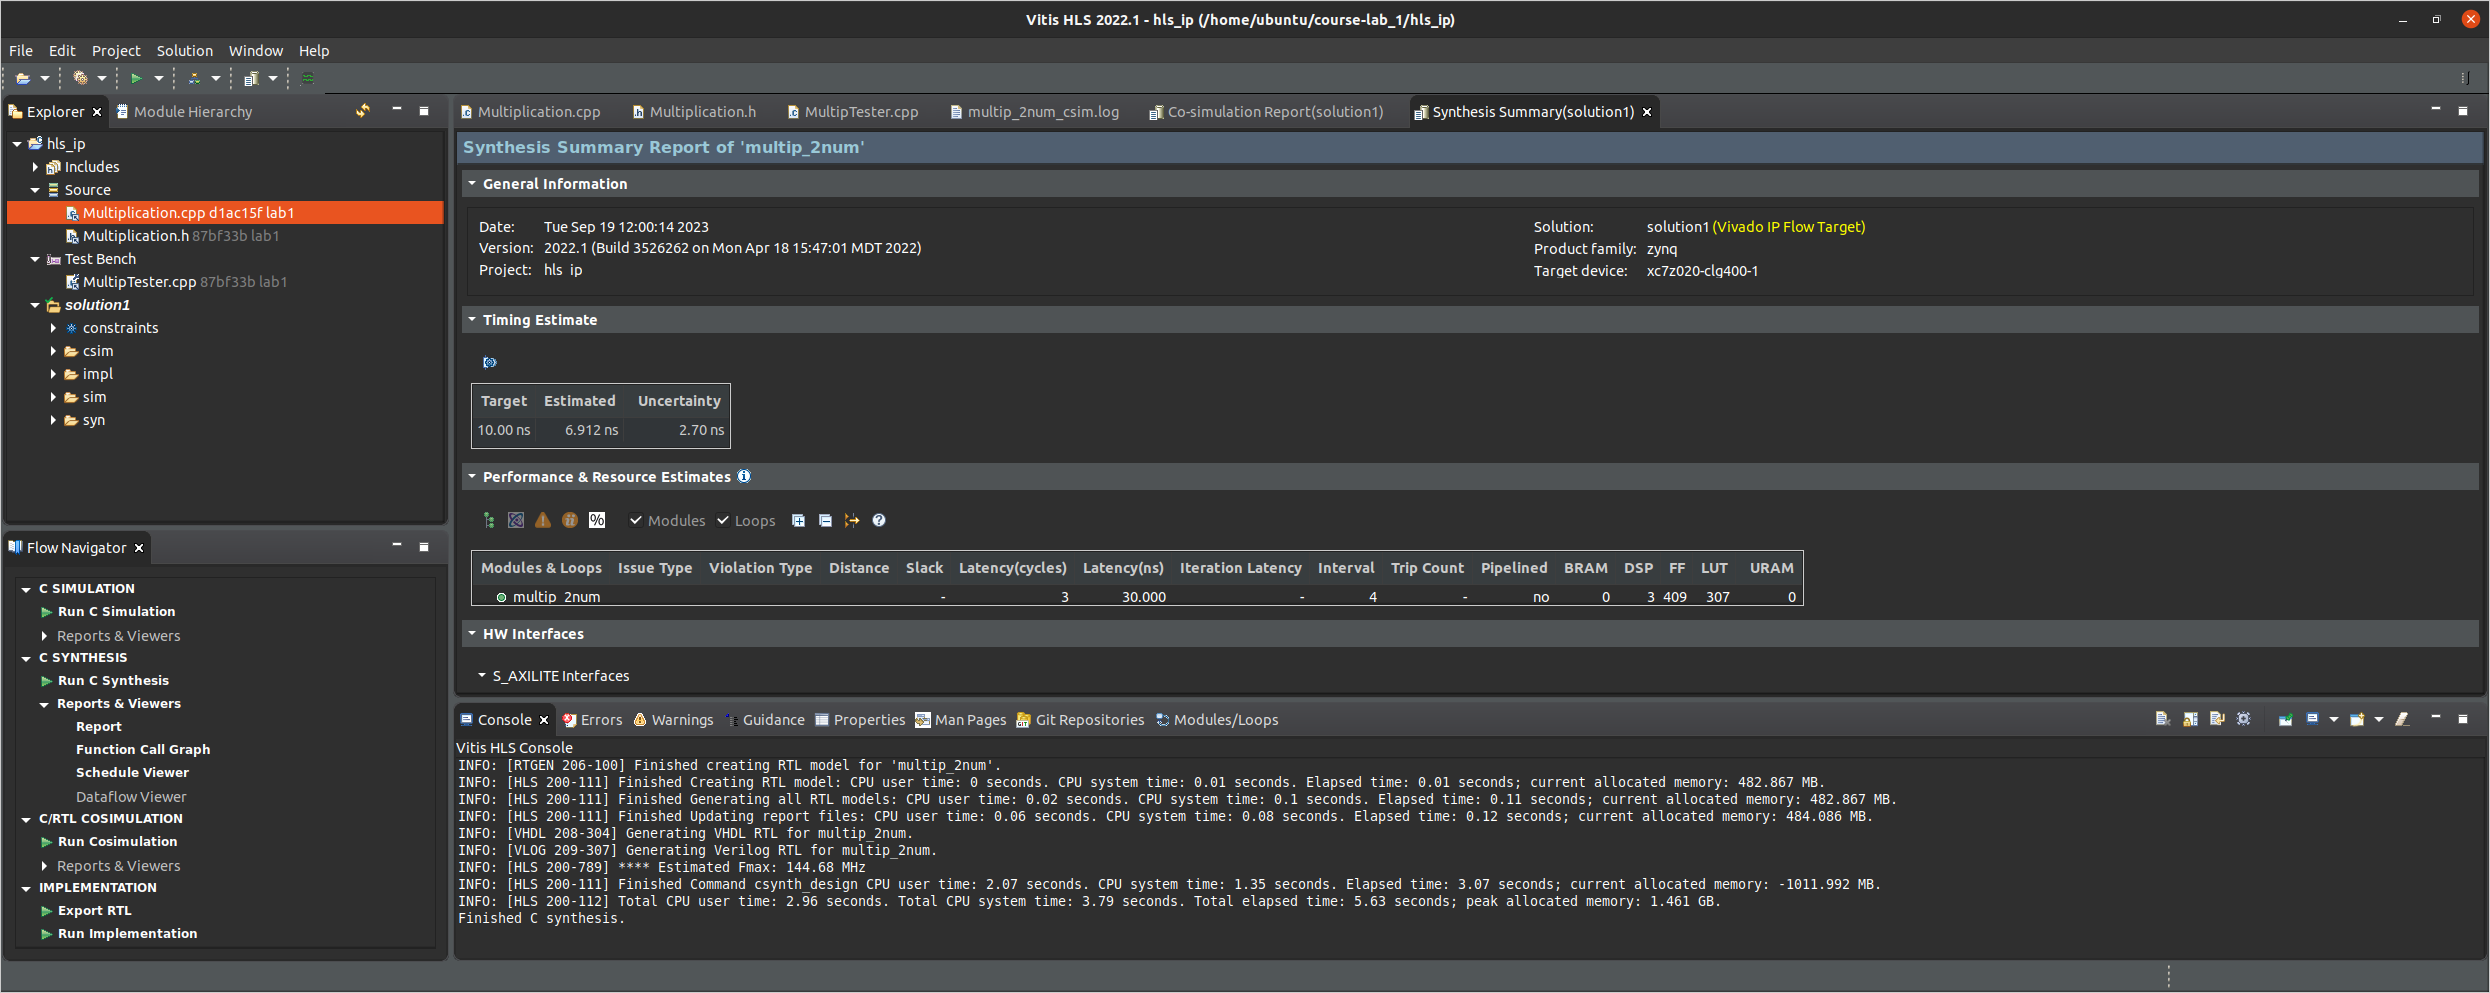 Vitis HLS 2022.1 - hls_ip (/home/ubuntu/course-lab_1/hls_ip)
File Edit Project Solution Window Help
Explorer Module Hierarchy
hls_ip
Includes
Source
Multiplication.cpp d1ac15f lab1
Multiplication.h 87bf33b lab1
Test Bench
MultipTester.cpp 87bf33b lab1
solution1
constraints
csim
impl
sim
syn
Flow Navigator
C SIMULATION
Run C Simulation
Reports & Viewers
C SYNTHESIS
Run C Synthesis
Reports & Viewers
Report
Function Call Graph
Schedule Viewer
Dataflow Viewer
C/RTL COSIMULATION
Run Cosimulation
Reports & Viewers
IMPLEMENTATION
Export RTL
Run Implementation
Multiplication.cpp Multiplication.h MultipTester.cpp multip_2num_csim.log Co-simulation Report(solution1) Synthesis Summary(solution1)
Synthesis Summary Report of 'multip_2num'
General Information
Date: Tue Sep 19 12:00:14 2023
Version: 2022.1 (Build 3526262 on Mon Apr 18 15:47:01 MDT 2022)
Project: hls_ip
Solution: solution1 (Vivado IP Flow Target)
Product family: zynq
Target device: xc7z020-clg400-1
Timing Estimate
Target Estimated Uncertainty
10.00 ns 6.912 ns 2.70 ns
Performance & Resource Estimates
% Modules Loops
Modules & Loops Issue Type Violation Type Distance Slack Latency(cycles) Latency(ns) Iteration Latency Interval Trip Count Pipelined BRAM DSP FF LUT URAM
multip_2num - 3 30.000 - 4 - no 0 3 409 307 0
HW Interfaces
S_AXILITE Interfaces
Console Errors Warnings Guidance Properties Man Pages Git Repositories Modules/Loops
Vitis HLS Console
INFO: [RTGEN 206-100] Finished creating RTL model for 'multip_2num'.
INFO: [HLS 200-111] Finished Creating RTL model: CPU user time: 0 seconds. CPU system time: 0.01 seconds. Elapsed time: 0.01 seconds; current allocated memory: 482.867 MB.
INFO: [HLS 200-111] Finished Generating all RTL models: CPU user time: 0.02 seconds. CPU system time: 0.1 seconds. Elapsed time: 0.11 seconds; current allocated memory: 482.867 MB.
INFO: [HLS 200-111] Finished Updating report files: CPU user time: 0.06 seconds. CPU system time: 0.08 seconds. Elapsed time: 0.12 seconds; current allocated memory: 484.086 MB.
INFO: [VHDL 208-304] Generating VHDL RTL for multip_2num.
INFO: [VLOG 209-307] Generating Verilog RTL for multip_2num.
INFO: [HLS 200-789] **** Estimated Fmax: 144.68 MHz
INFO: [HLS 200-111] Finished Command csynth_design CPU user time: 2.07 seconds. CPU system time: 1.35 seconds. Elapsed time: 3.07 seconds; current allocated memory: -1011.992 MB.
INFO: [HLS 200-112] Total CPU user time: 2.96 seconds. Total CPU system time: 3.79 seconds. Total elapsed time: 5.63 seconds; peak allocated memory: 1.461 GB.
Finished C synthesis.